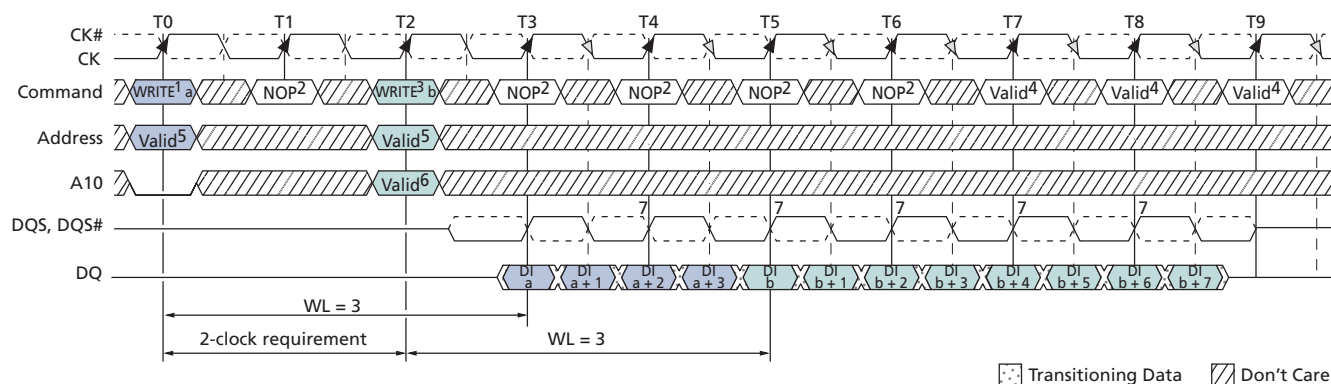 T0 T1 T2 T3 T4 T5 T6 T7 T8 T9
CK#
CK
Command WRITE1 a NOP2 WRITE3 b NOP2 NOP2 NOP2 NOP2 Valid4 Valid4 Valid4
Address Valid5 Valid5
A10 Valid6
7 7 7 7 7
DQS, DQS#
DQ DI a DI a + 1 DI a + 2 DI a + 3 DI b DI b + 1 DI b + 2 DI b + 3 DI b + 4 DI b + 5 DI b + 6 DI b + 7
WL = 3
2-clock requirement WL = 3
Transitioning Data Don't Care